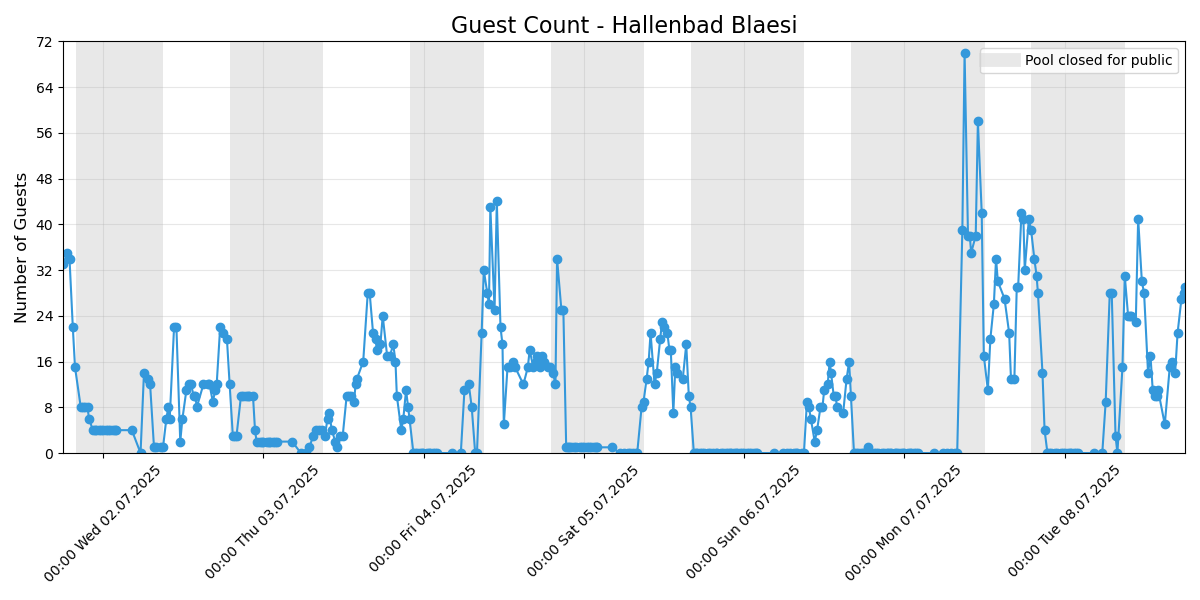 Guest Count - Hallenbad Blaesi
Pool closed for public
Number of Guests
72
64
56
48
40
32
24
16
8
0
00:00 Wed 02.07.2025
00:00 Thu 03.07.2025
00:00 Fri 04.07.2025
00:00 Sat 05.07.2025
00:00 Sun 06.07.2025
00:00 Mon 07.07.2025
00:00 Tue 08.07.2025